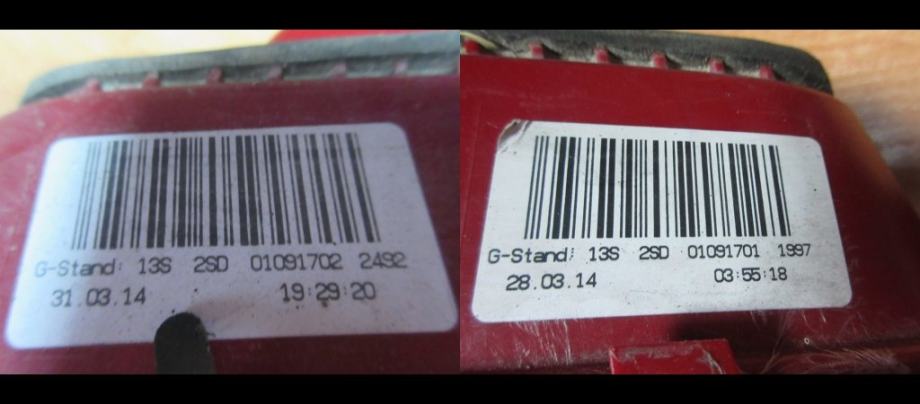 G-Stand: 13S 2SD 01091702 2492
31.03.14 19:29:20
G-Stand: 13S 2SD 01091701 1997
28.03.14 03:55:18